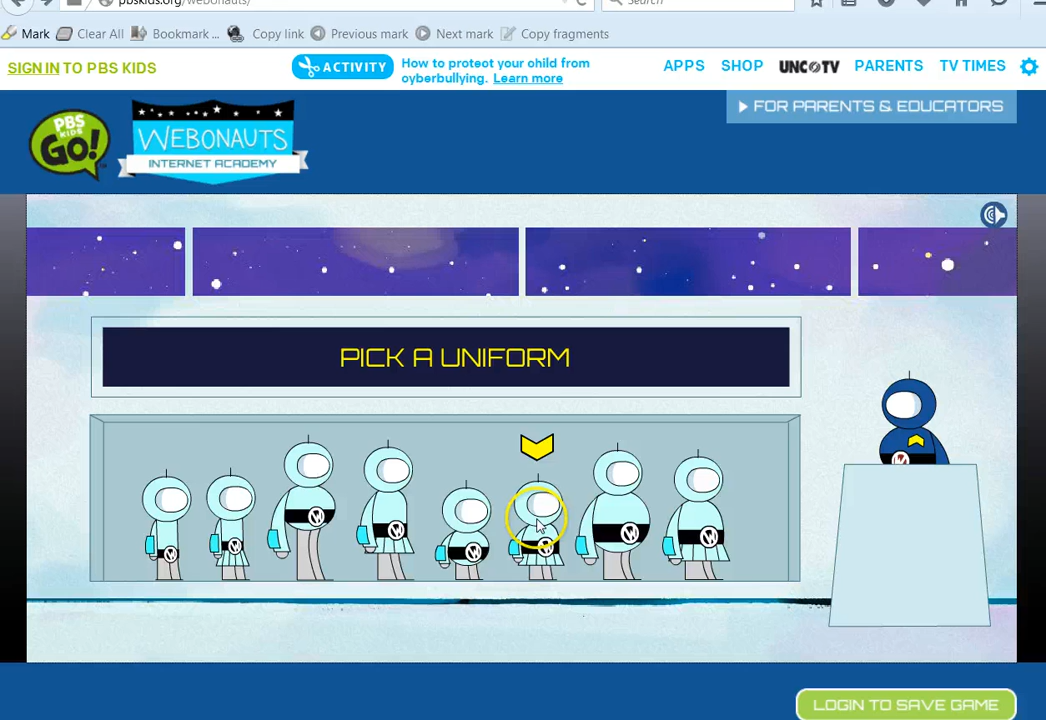 pbskids.org/webonauts/
Search
Mark Clear All Bookmark ... Copy link Previous mark Next mark Copy fragments
SIGN IN TO PBS KIDS
ACTIVITY
How to protect your child from
cyberbullying. Learn more
APPS SHOP UNC TV PARENTS TV TIMES
FOR PARENTS & EDUCATORS
PBS
KIDS
GO!
WEBONAUTS
INTERNET ACADEMY
PICK A UNIFORM
W W W W W W W W W
LOGIN TO SAVE GAME